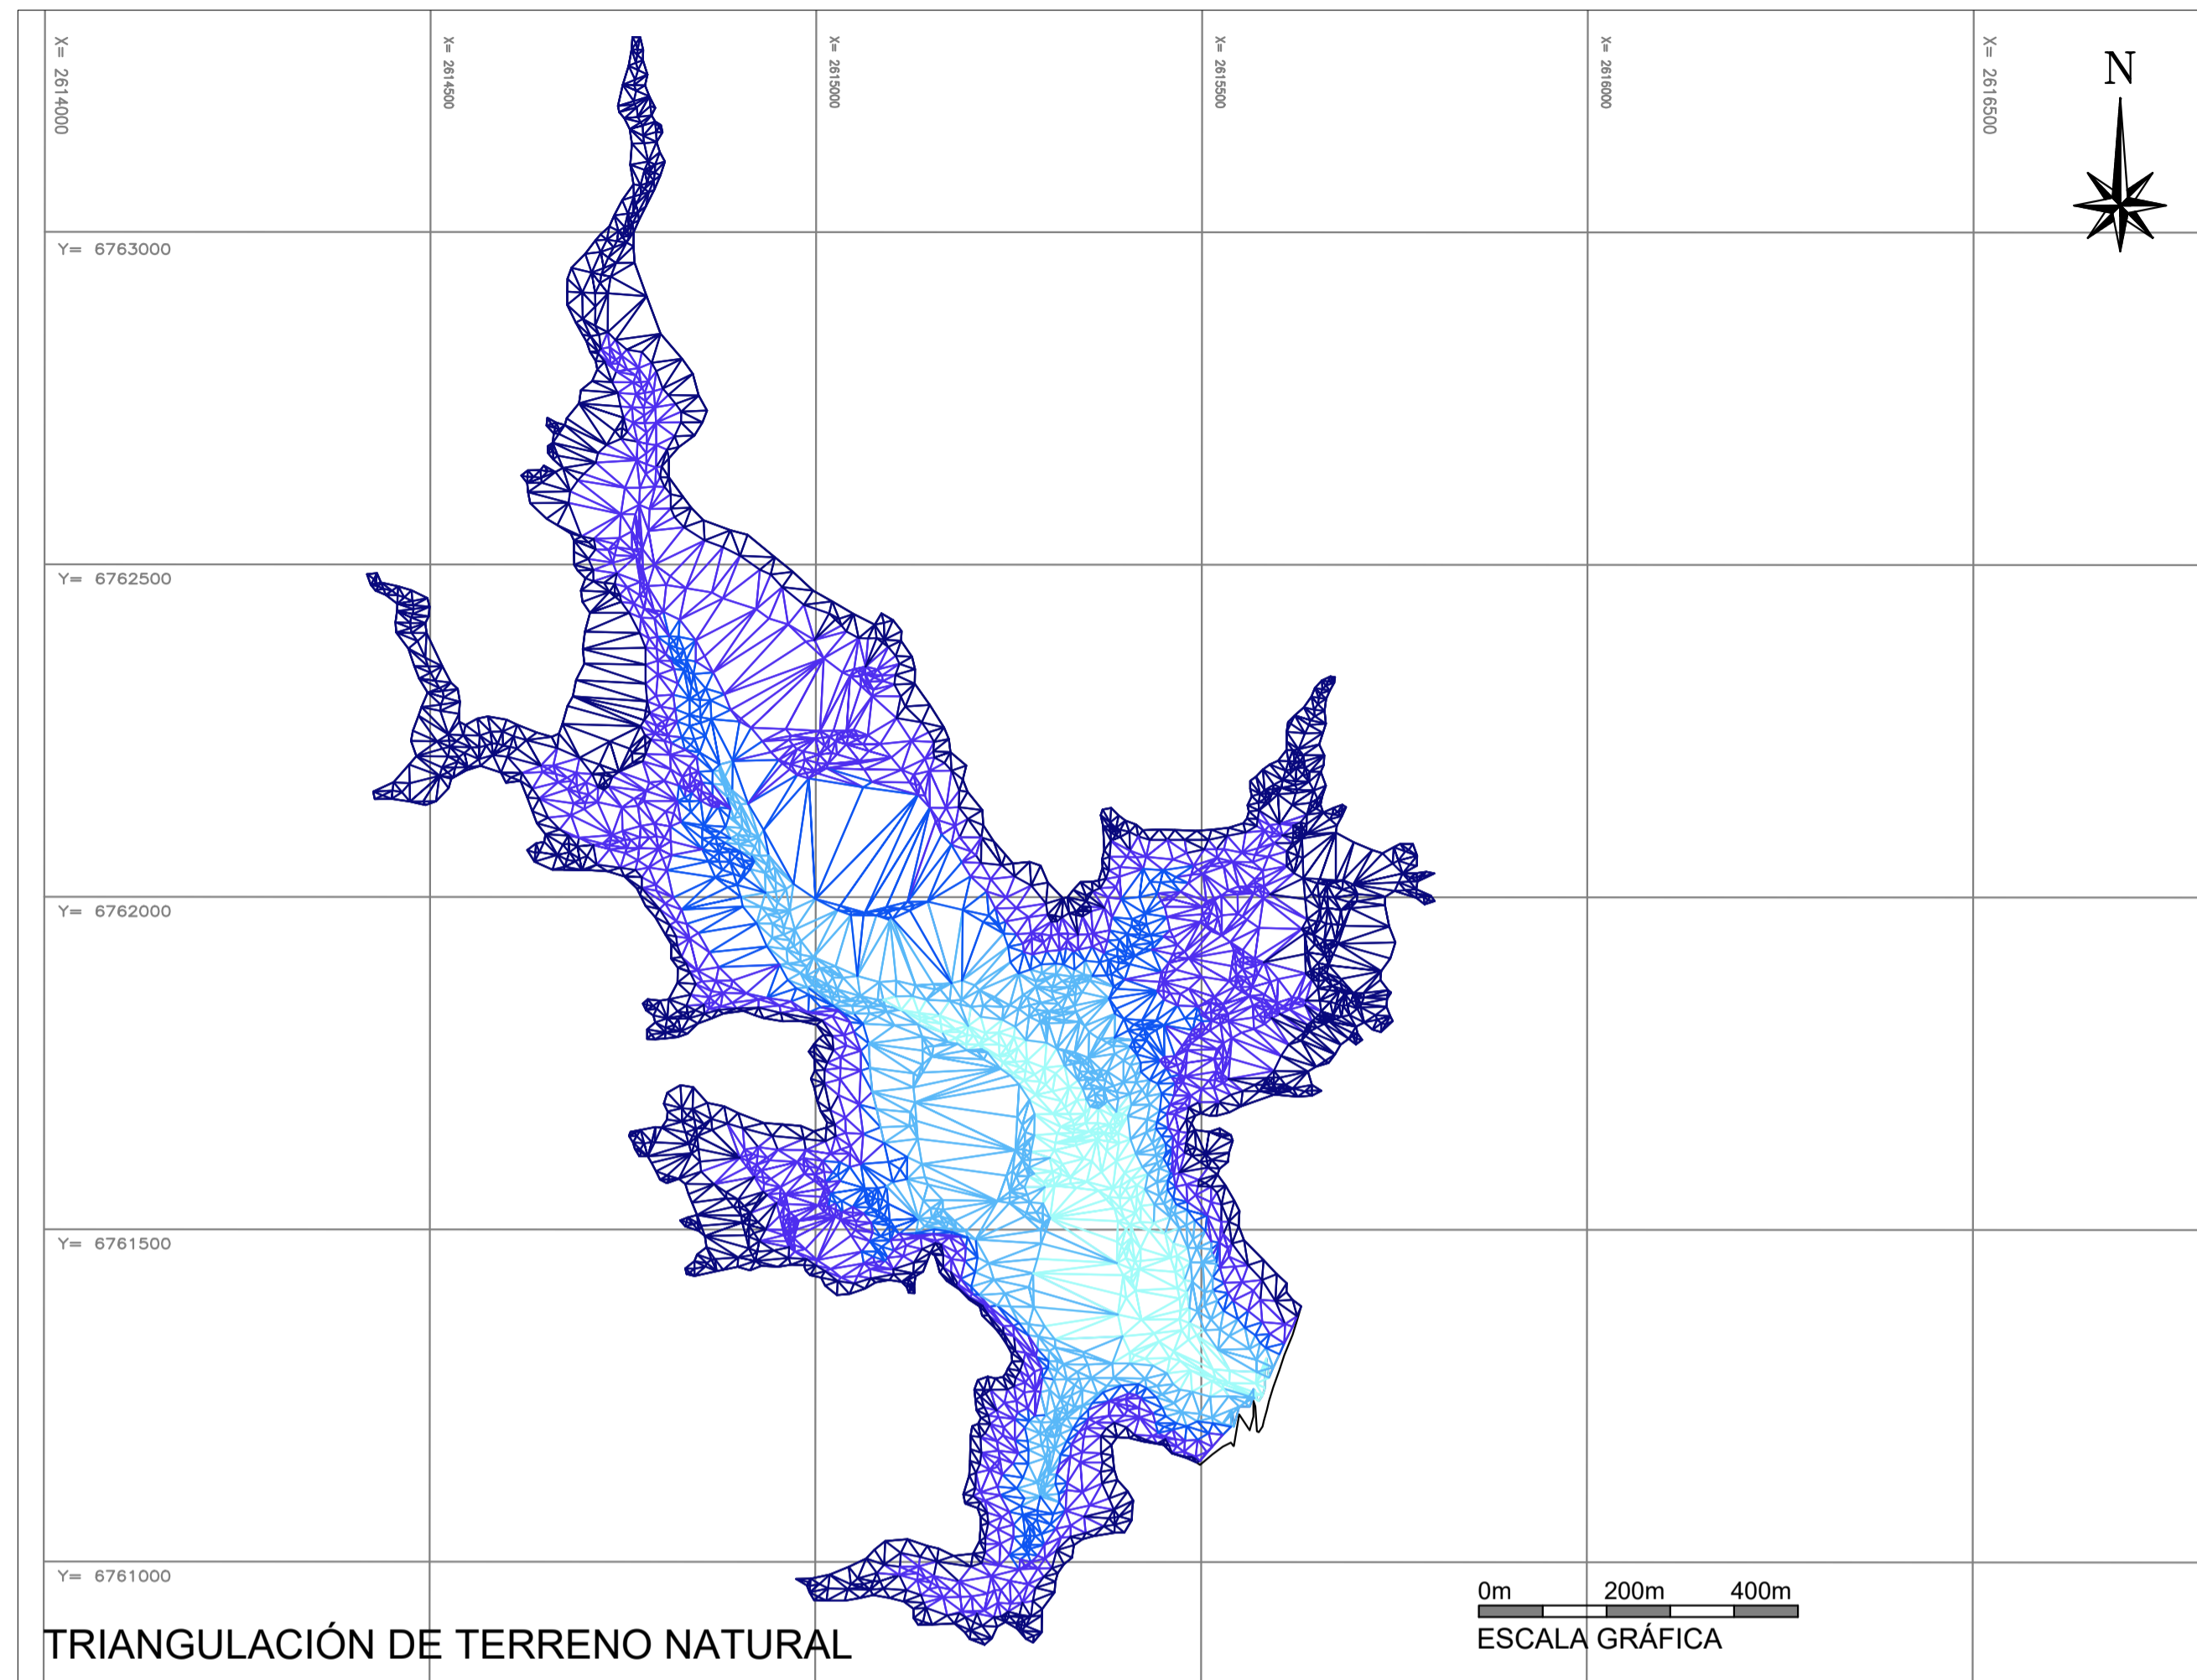 X= 2614000
X= 2614500
X= 2615000
X= 2615500
X= 2616000
X= 2616500
N
Y= 6763000
Y= 6762500
Y= 6762000
Y= 6761500
Y= 6761000
0m 200m 400m
ESCALA GRÁFICA
TRIANGULACIÓN DE TERRENO NATURAL